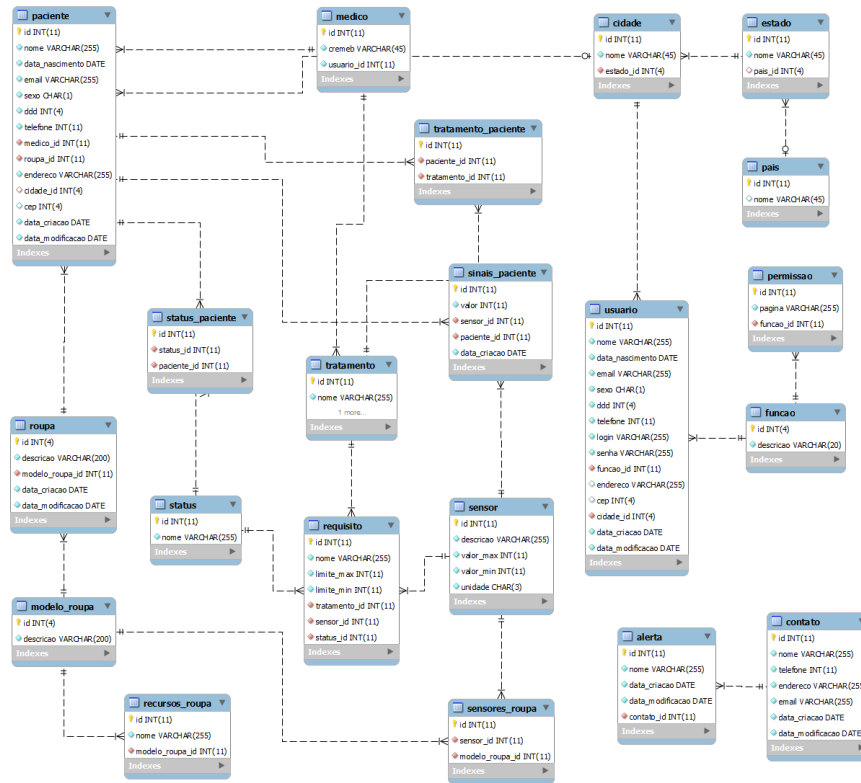 paciente
id INT(11)
nome VARCHAR(255)
data_nascimento DATE
email VARCHAR(255)
sexo CHAR(1)
ddd INT(4)
telefone INT(11)
medico_id INT(11)
roupa_id INT(11)
endereco VARCHAR(255)
cidade_id INT(4)
cep INT(4)
data_criacao DATE
data_modificacao DATE
Indexes
medico
id INT(11)
cremeb VARCHAR(45)
usuario_id INT(11)
Indexes
cidade
id INT(11)
nome VARCHAR(45)
estado_id INT(4)
Indexes
estado
id INT(11)
nome VARCHAR(45)
pais_id INT(4)
Indexes
tratamento_paciente
id INT(11)
paciente_id INT(11)
tratamento_id INT(11)
Indexes
pais
id INT(11)
nome VARCHAR(45)
Indexes
status_paciente
id INT(11)
status_id INT(11)
paciente_id INT(11)
Indexes
sinais_paciente
id INT(11)
valor INT(11)
sensor_id INT(11)
paciente_id INT(11)
data_criacao DATE
Indexes
usuario
id INT(11)
nome VARCHAR(255)
data_nascimento DATE
email VARCHAR(255)
sexo CHAR(1)
ddd INT(4)
telefone INT(11)
login VARCHAR(255)
senha VARCHAR(255)
funcao_id INT(11)
endereco VARCHAR(255)
cep INT(4)
cidade_id INT(4)
data_criacao DATE
data_modificacao DATE
Indexes
permissao
id INT(11)
pagina VARCHAR(255)
funcao_id INT(11)
Indexes
tratamento
id INT(11)
nome VARCHAR(255)
1 more...
Indexes
funcao
id INT(4)
descricao VARCHAR(20)
Indexes
roupa
id INT(4)
descricao VARCHAR(200)
modelo_roupa_id INT(11)
data_criacao DATE
data_modificacao DATE
Indexes
status
id INT(11)
nome VARCHAR(255)
Indexes
requisito
id INT(11)
nome VARCHAR(255)
limite_max INT(11)
limite_min INT(11)
tratamento_id INT(11)
sensor_id INT(11)
status_id INT(11)
Indexes
sensor
id INT(11)
descricao VARCHAR(255)
valor_max INT(11)
valor_min INT(11)
unidade CHAR(3)
Indexes
modelo_roupa
id INT(4)
descricao VARCHAR(200)
Indexes
recursos_roupa
id INT(11)
nome VARCHAR(255)
modelo_roupa_id INT(11)
Indexes
sensores_roupa
id INT(11)
sensor_id INT(11)
modelo_roupa_id INT(11)
Indexes
alerta
id INT(11)
nome VARCHAR(255)
data_criacao DATE
data_modificacao DATE
contato_id INT(11)
Indexes
contato
id INT(11)
nome VARCHAR(255)
telefone INT(11)
endereco VARCHAR(255
email VARCHAR(255)
data_criacao DATE
data_modificacao DATE
Indexes